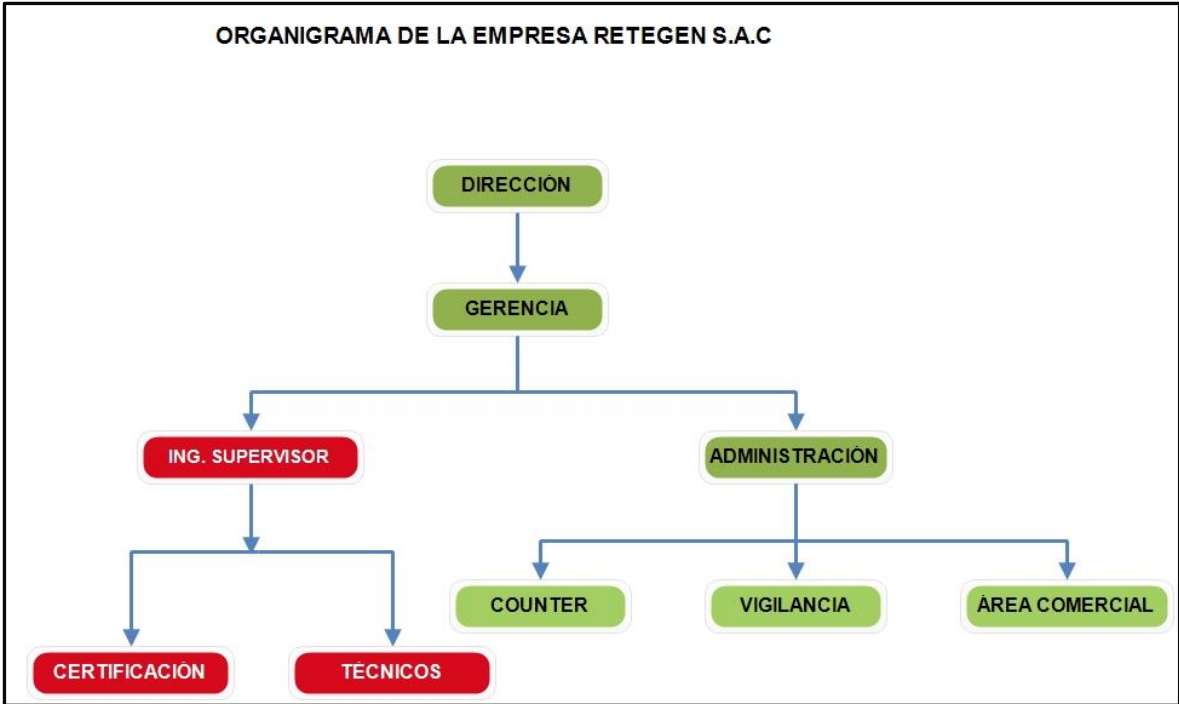 ORGANIGRAMA DE LA EMPRESA RETEGEN S.A.C
DIRECCIÓN
GERENCIA
ING. SUPERVISOR
ADMINISTRACIÓN
COUNTER
VIGILANCIA
ÁREA COMERCIAL
CERTIFICACIÓN
TÉCNICOS